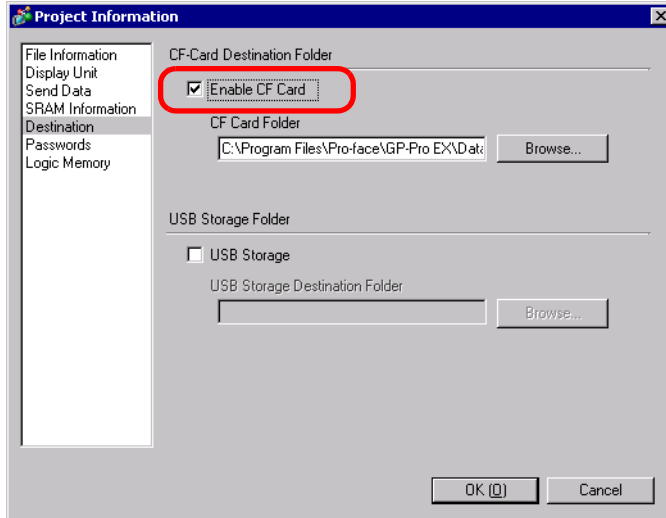 Project Information
File Information
Display Unit
Send Data
SRAM Information
Destination
Passwords
Logic Memory
CF-Card Destination Folder
Enable CF Card
CF Card Folder
C:\Program Files\Pro-face\GP-Pro EX\Data
Browse...
USB Storage Folder
USB Storage
USB Storage Destination Folder
Browse...
OK (O)
Cancel